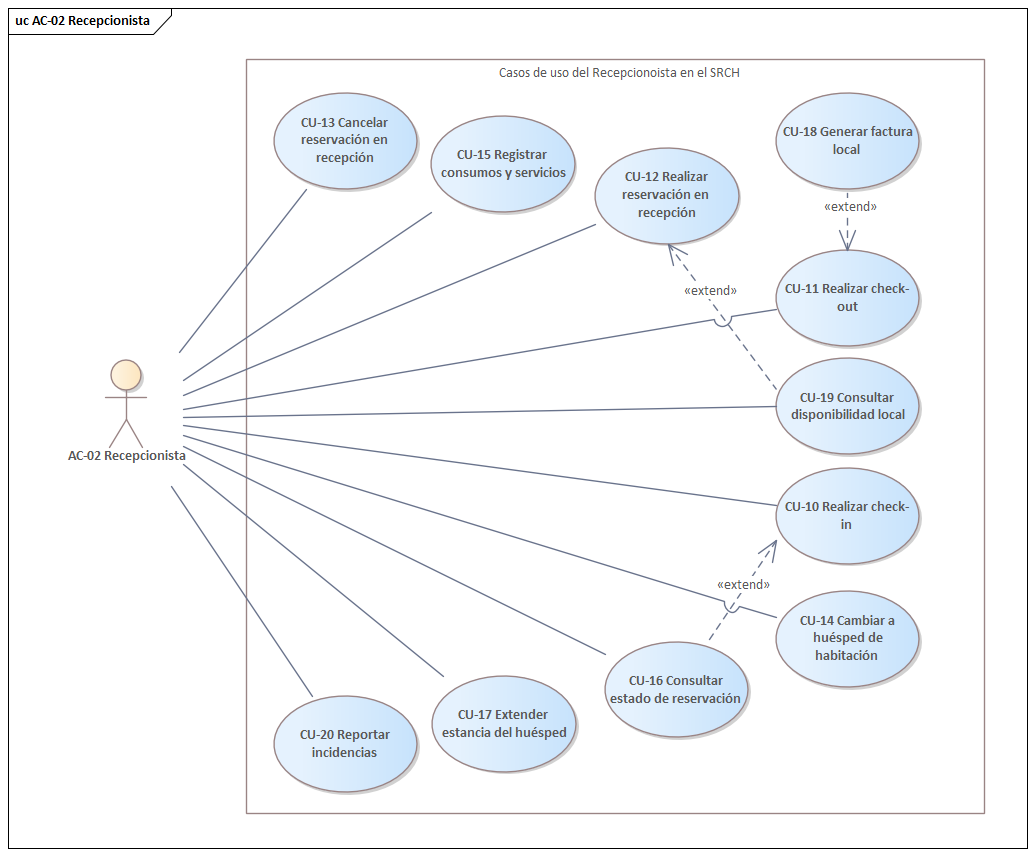 uc AC-02 Recepcionista
Casos de uso del Recepcionoista en el SRCH
CU-13 Cancelar
reservación en
recepción
CU-15 Registrar
consumos y servicios
CU-12 Realizar
reservación en
recepción
CU-18 Generar factura
local
«extend»
CU-11 Realizar check-
out
«extend»
CU-19 Consultar
disponibilidad local
AC-02 Recepcionista
CU-10 Realizar check-
in
«extend»
CU-14 Cambiar a
huésped de
habitación
CU-16 Consultar
estado de reservación
CU-17 Extender
estancia del huésped
CU-20 Reportar
incidencias